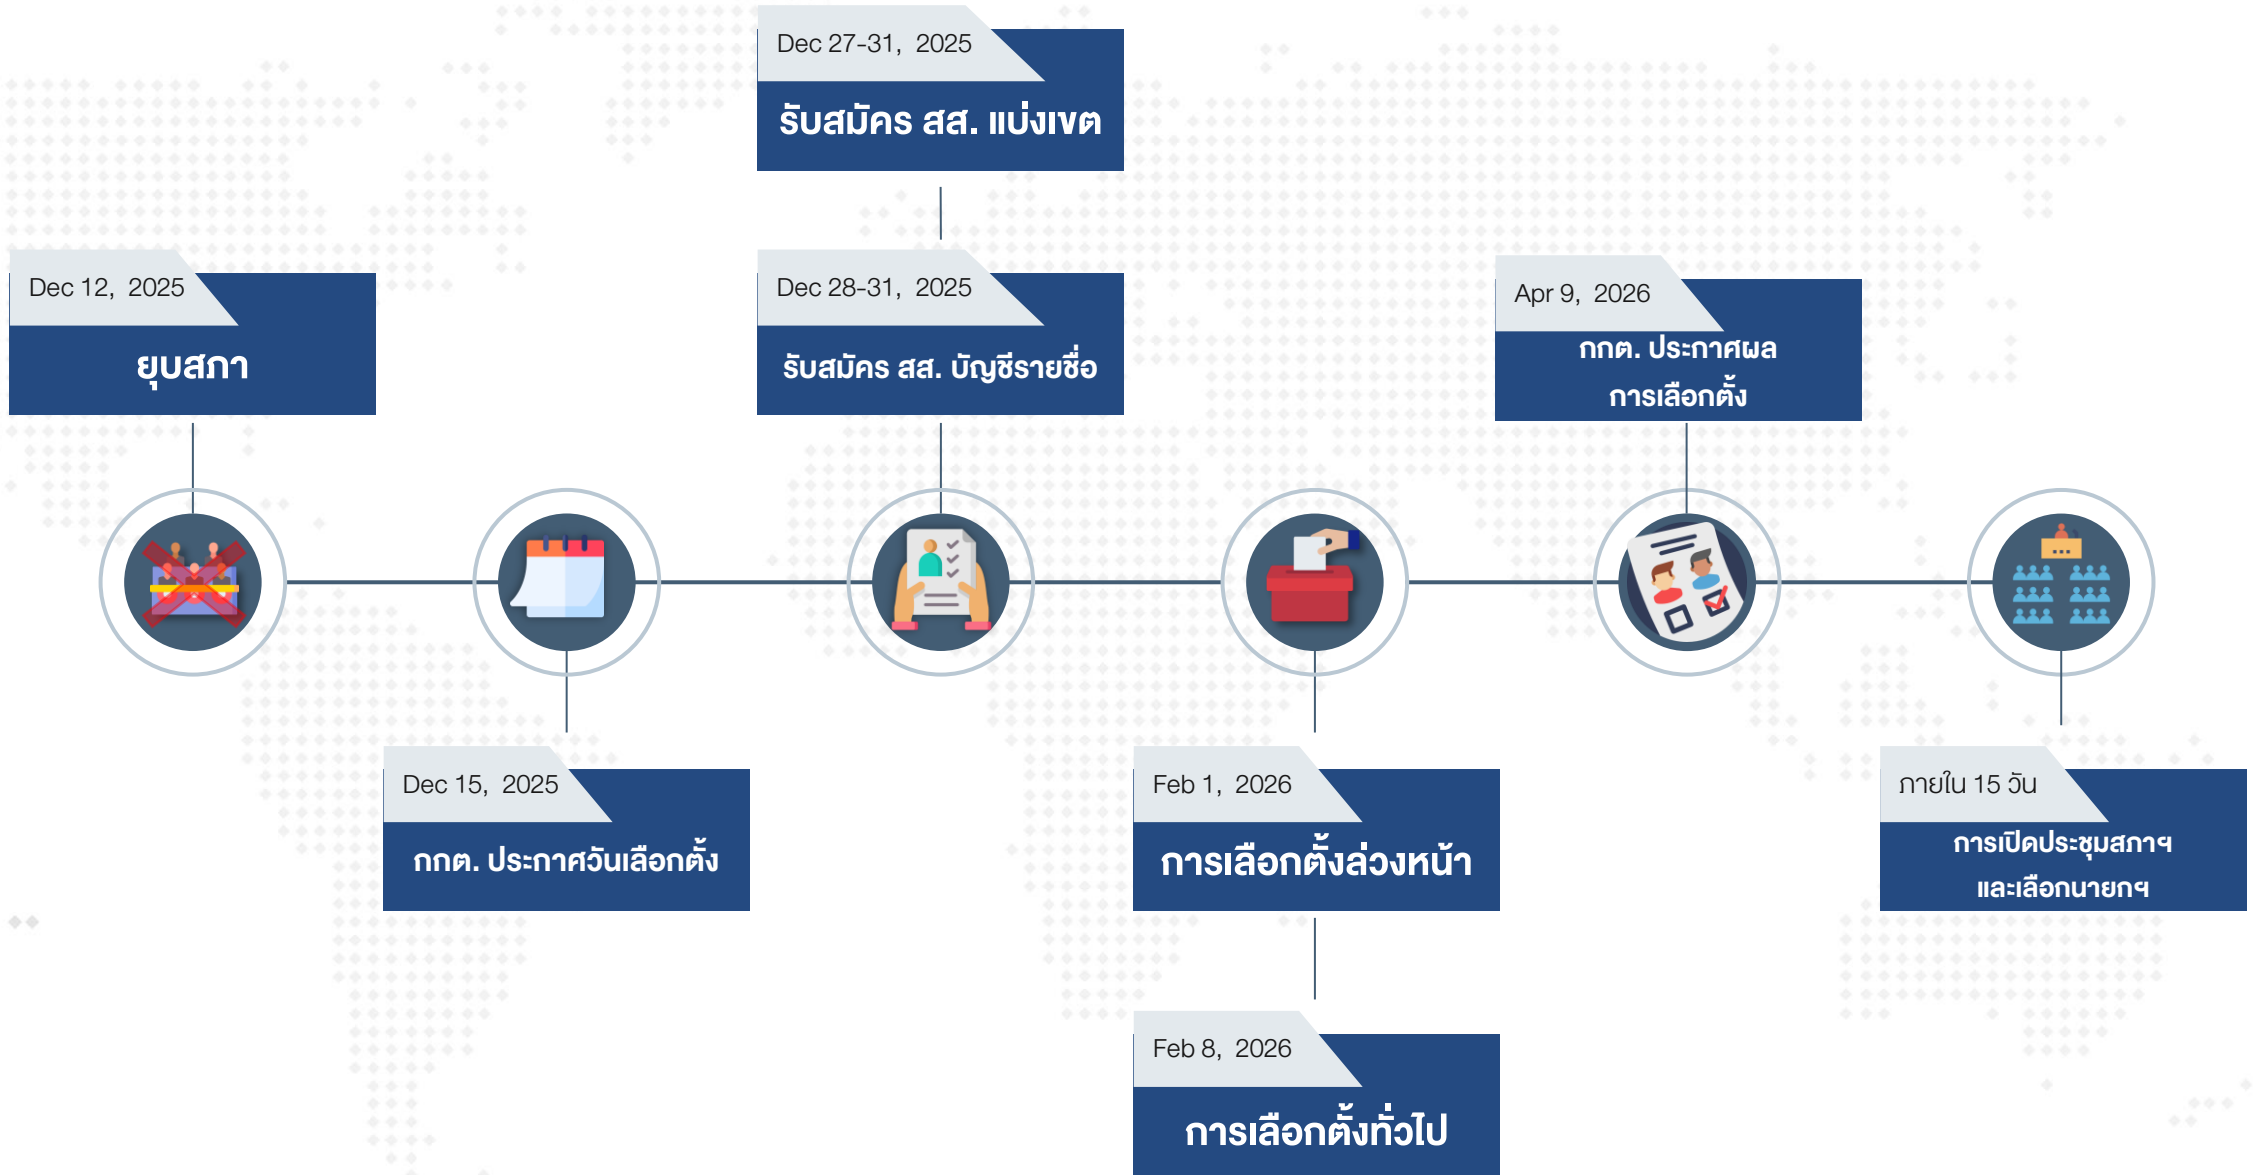 Dec 27-31, 2025
รับสมัคร สส. แบ่งเขต
Dec 12, 2025
ยุบสภา
Dec 28-31, 2025
รับสมัคร สส. บัญชีรายชื่อ
Apr 9, 2026
กกต. ประกาศผล
การเลือกตั้ง
Dec 15, 2025
กกต. ประกาศวันเลือกตั้ง
Feb 1, 2026
การเลือกตั้งล่วงหน้า
ภายใน 15 วัน
การเปิดประชุมสภาฯ
และเลือกนายกฯ
Feb 8, 2026
การเลือกตั้งทั่วไป